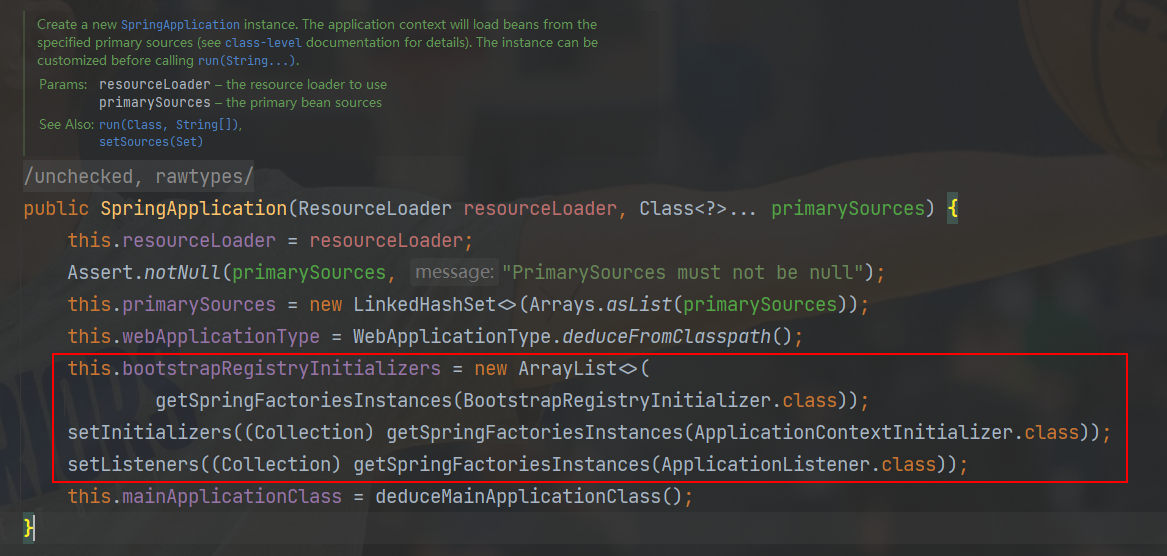 Create a new SpringApplication instance. The application context will load beans from the
specified primary sources (see class-level documentation for details). The instance can be
customized before calling run(String...).
Params: resourceLoader – the resource loader to use
primarySources – the primary bean sources
See Also: run(Class, String[]),
setSources(Set)
/unchecked, rawtypes/
public SpringApplication(ResourceLoader resourceLoader, Class<?>... primarySources) {
this.resourceLoader = resourceLoader;
Assert.notNull(primarySources, message: "PrimarySources must not be null");
this.primarySources = new LinkedHashSet<>(Arrays.asList(primarySources));
this.webApplicationType = WebApplicationType.deduceFromClasspath();
this.bootstrapRegistryInitializers = new ArrayList<>(
getSpringFactoriesInstances(BootstrapRegistryInitializer.class));
setInitializers((Collection) getSpringFactoriesInstances(ApplicationContextInitializer.class));
setListeners((Collection) getSpringFactoriesInstances(ApplicationListener.class));
this.mainApplicationClass = deduceMainApplicationClass();
}